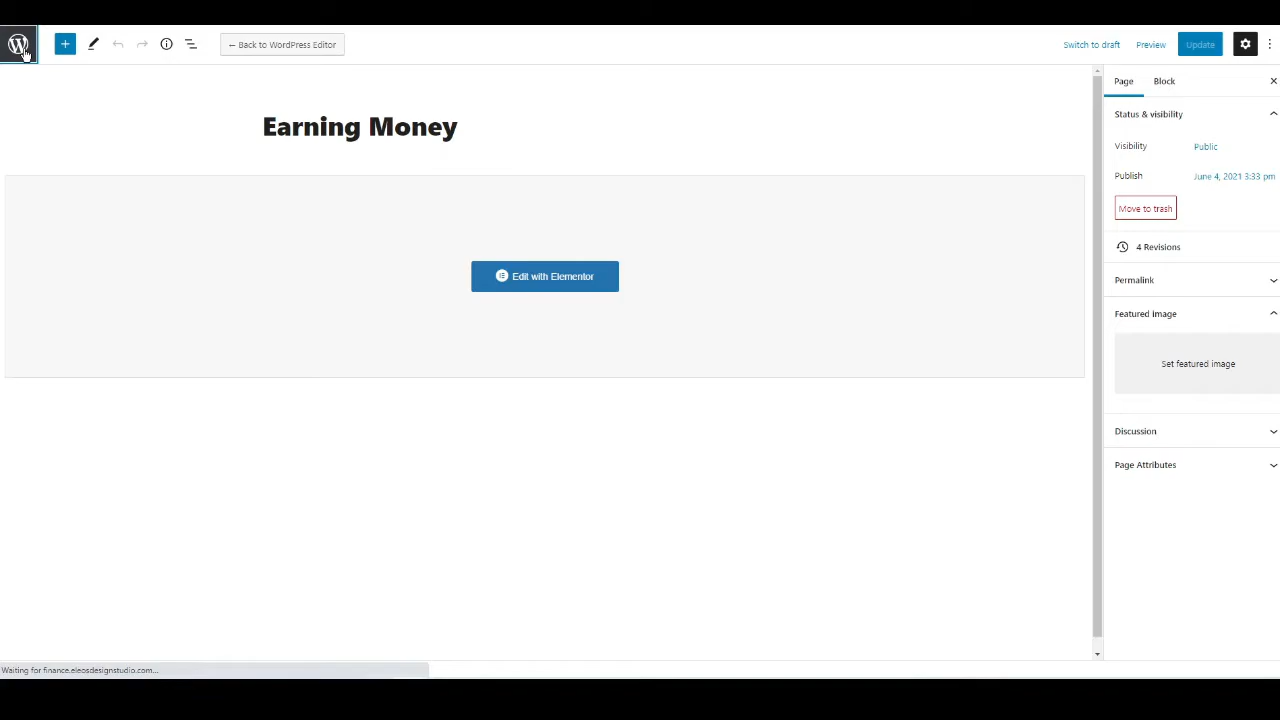 ← Back to WordPress Editor
Switch to draft
Preview
Update
Page
Block
Earning Money
Status & visibility
Visibility
Public
Publish
June 4, 2021 3:33 pm
Move to trash
4 Revisions
Edit with Elementor
Permalink
Featured image
Set featured image
Discussion
Page Attributes
Waiting for finance.eleosdesignstudio.com...